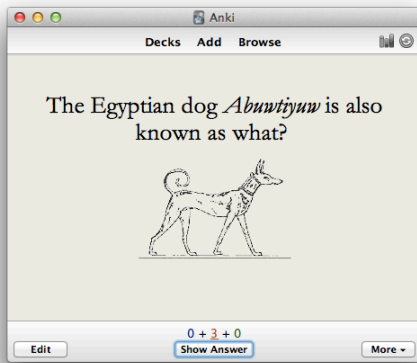 Anki
Decks Add Browse
The Egyptian dog Abuwtiyuw is also
known as what?
0 + 3 + 0
Edit Show Answer More